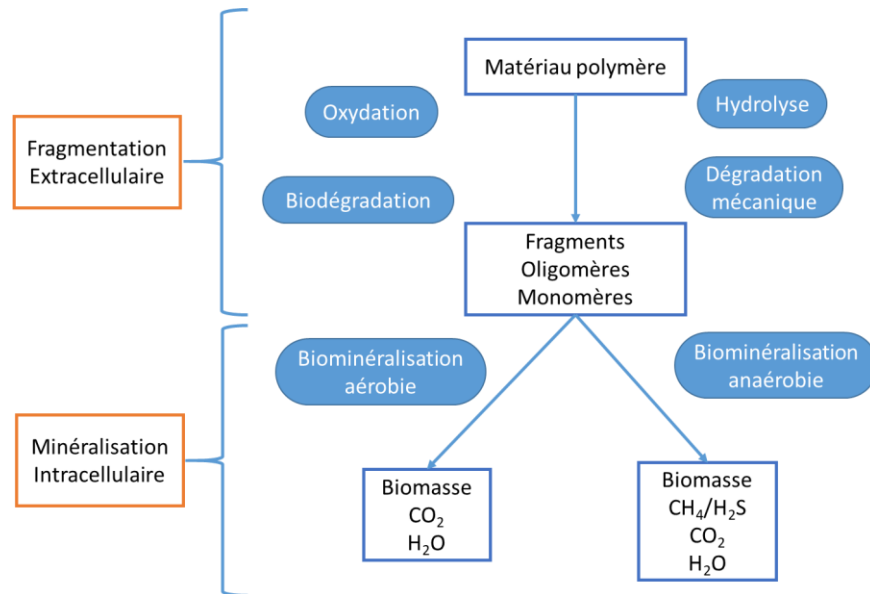 Matériau polymère
Oxydation
Hydrolyse
Fragmentation
Extracellulaire
Biodégradation
Dégradation
mécanique
Fragments
Oligomères
Monomères
Biominéralisation
aérobie
Biominéralisation
anaérobie
Minéralisation
Intracellulaire
Biomasse
CO₂
H₂O
Biomasse
CH₄/H₂S
CO₂
H₂O